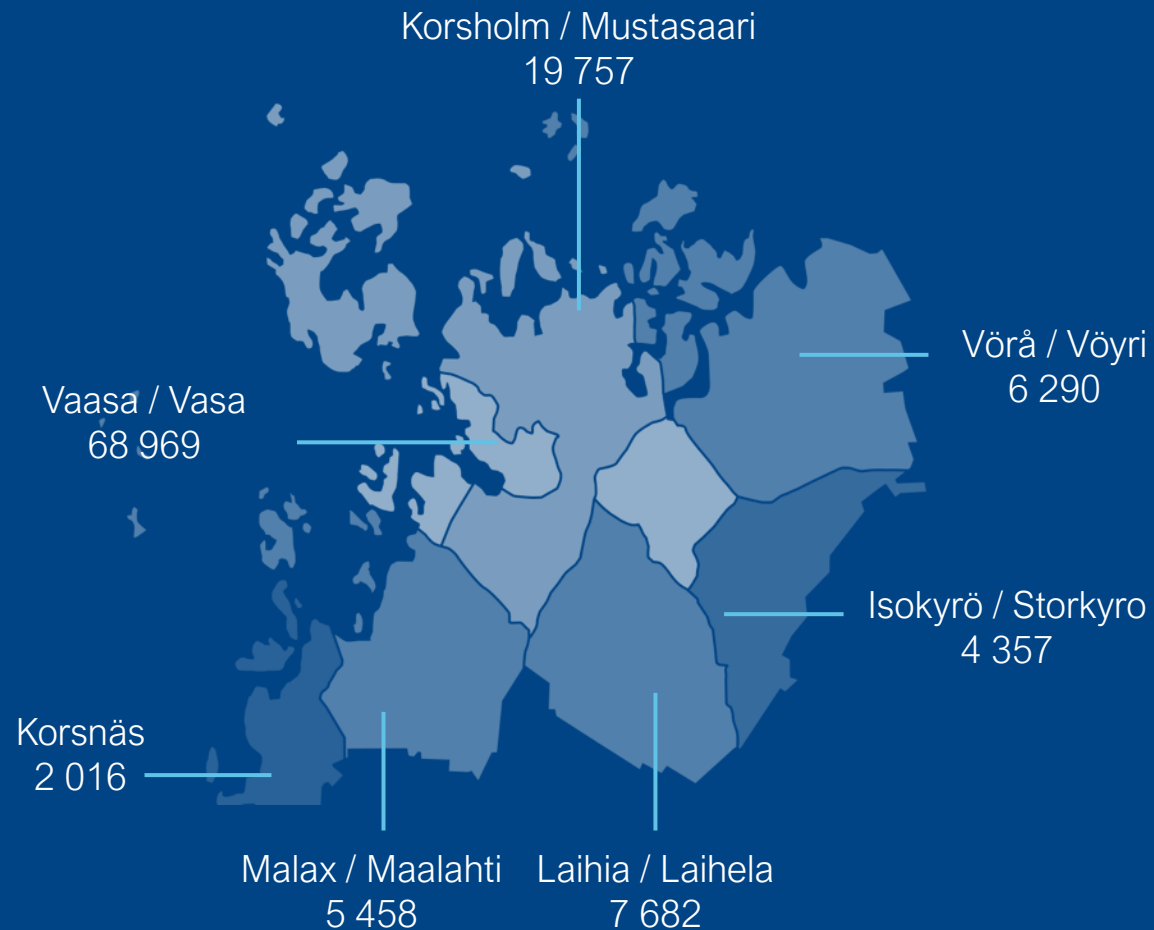 Korsholm / Mustasaari
19 757
Vörå / Vöyri
6 290
Vaasa / Vasa
68 969
Isokyrö / Storkyro
4 357
Korsnäs
2 016
Malax / Maalahti
5 458
Laihia / Laihela
7 682